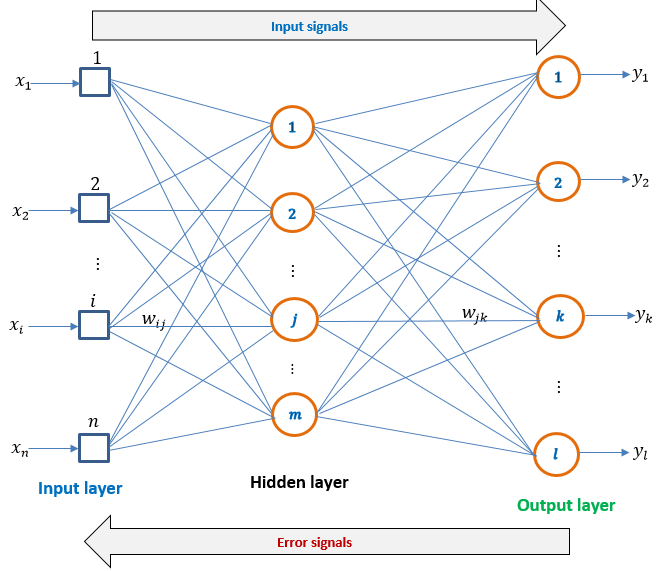 Input signals
1
x₁
1
y₁
1
2
x₂
2
2
y₂
⋮
⋮
⋮
i
xᵢ
wᵢⱼ
j
wⱼₖ
k
yₖ
⋮
⋮
m
n
xₙ
l
yₗ
Input layer
Hidden layer
Output layer
Error signals